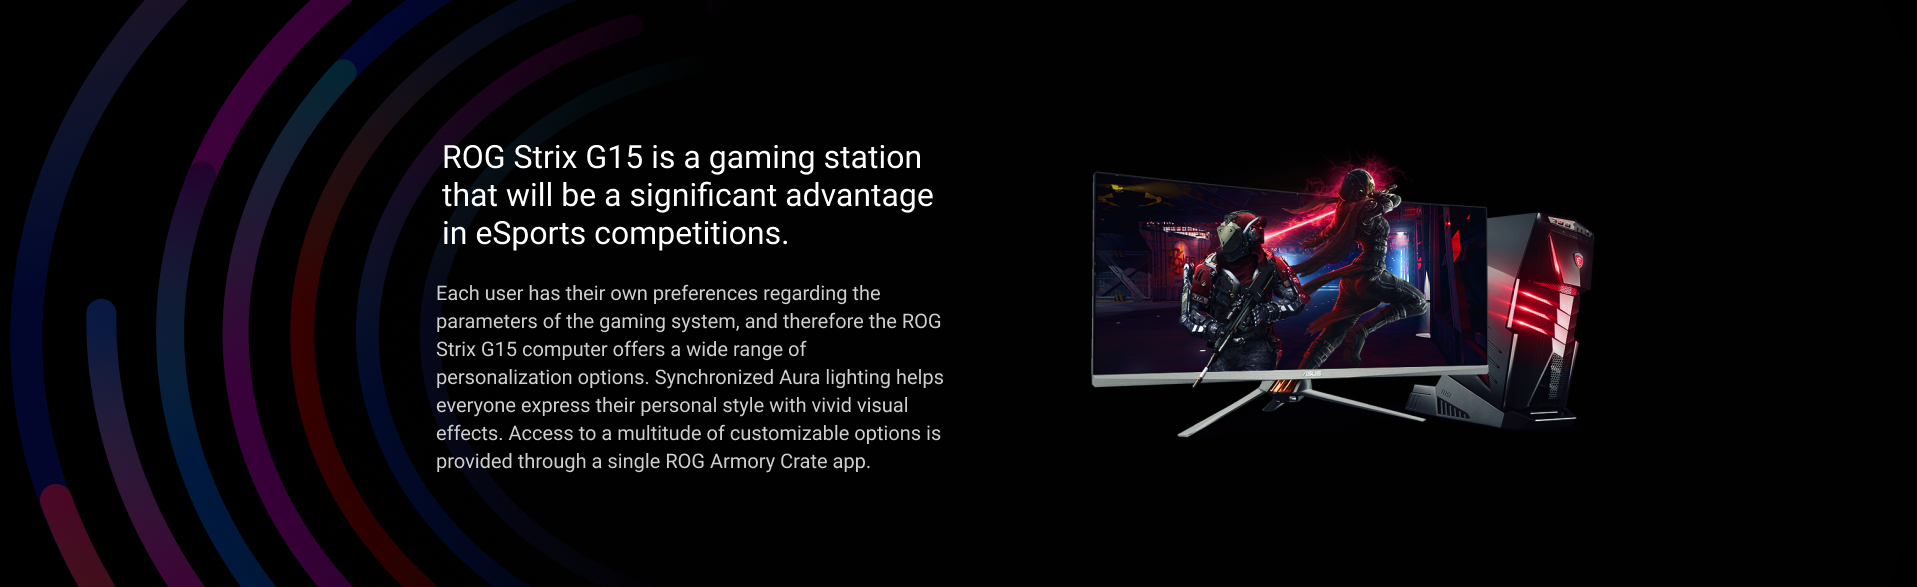 ROG Strix G15 is a gaming station
that will be a significant advantage
in eSports competitions.
Each user has their own preferences regarding the
parameters of the gaming system, and therefore the ROG
Strix G15 computer offers a wide range of
personalization options. Synchronized Aura lighting helps
everyone express their personal style with vivid visual
effects. Access to a multitude of customizable options is
provided through a single ROG Armory Crate app.
ASUS